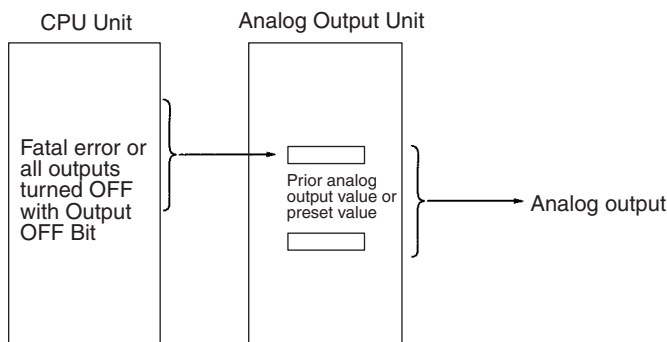 CPU Unit
Analog Output Unit
Fatal error or
all outputs
turned OFF
with Output
OFF Bit
Prior analog
output value or
preset value
Analog output